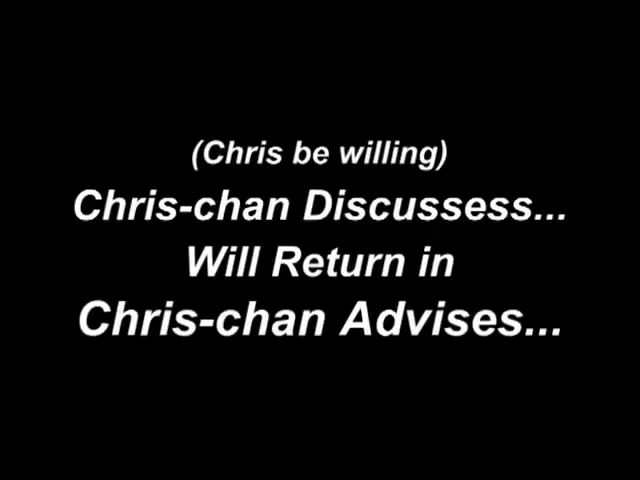 (Chris be willing)
Chris-chan Discussess...
Will Return in
Chris-chan Advises...